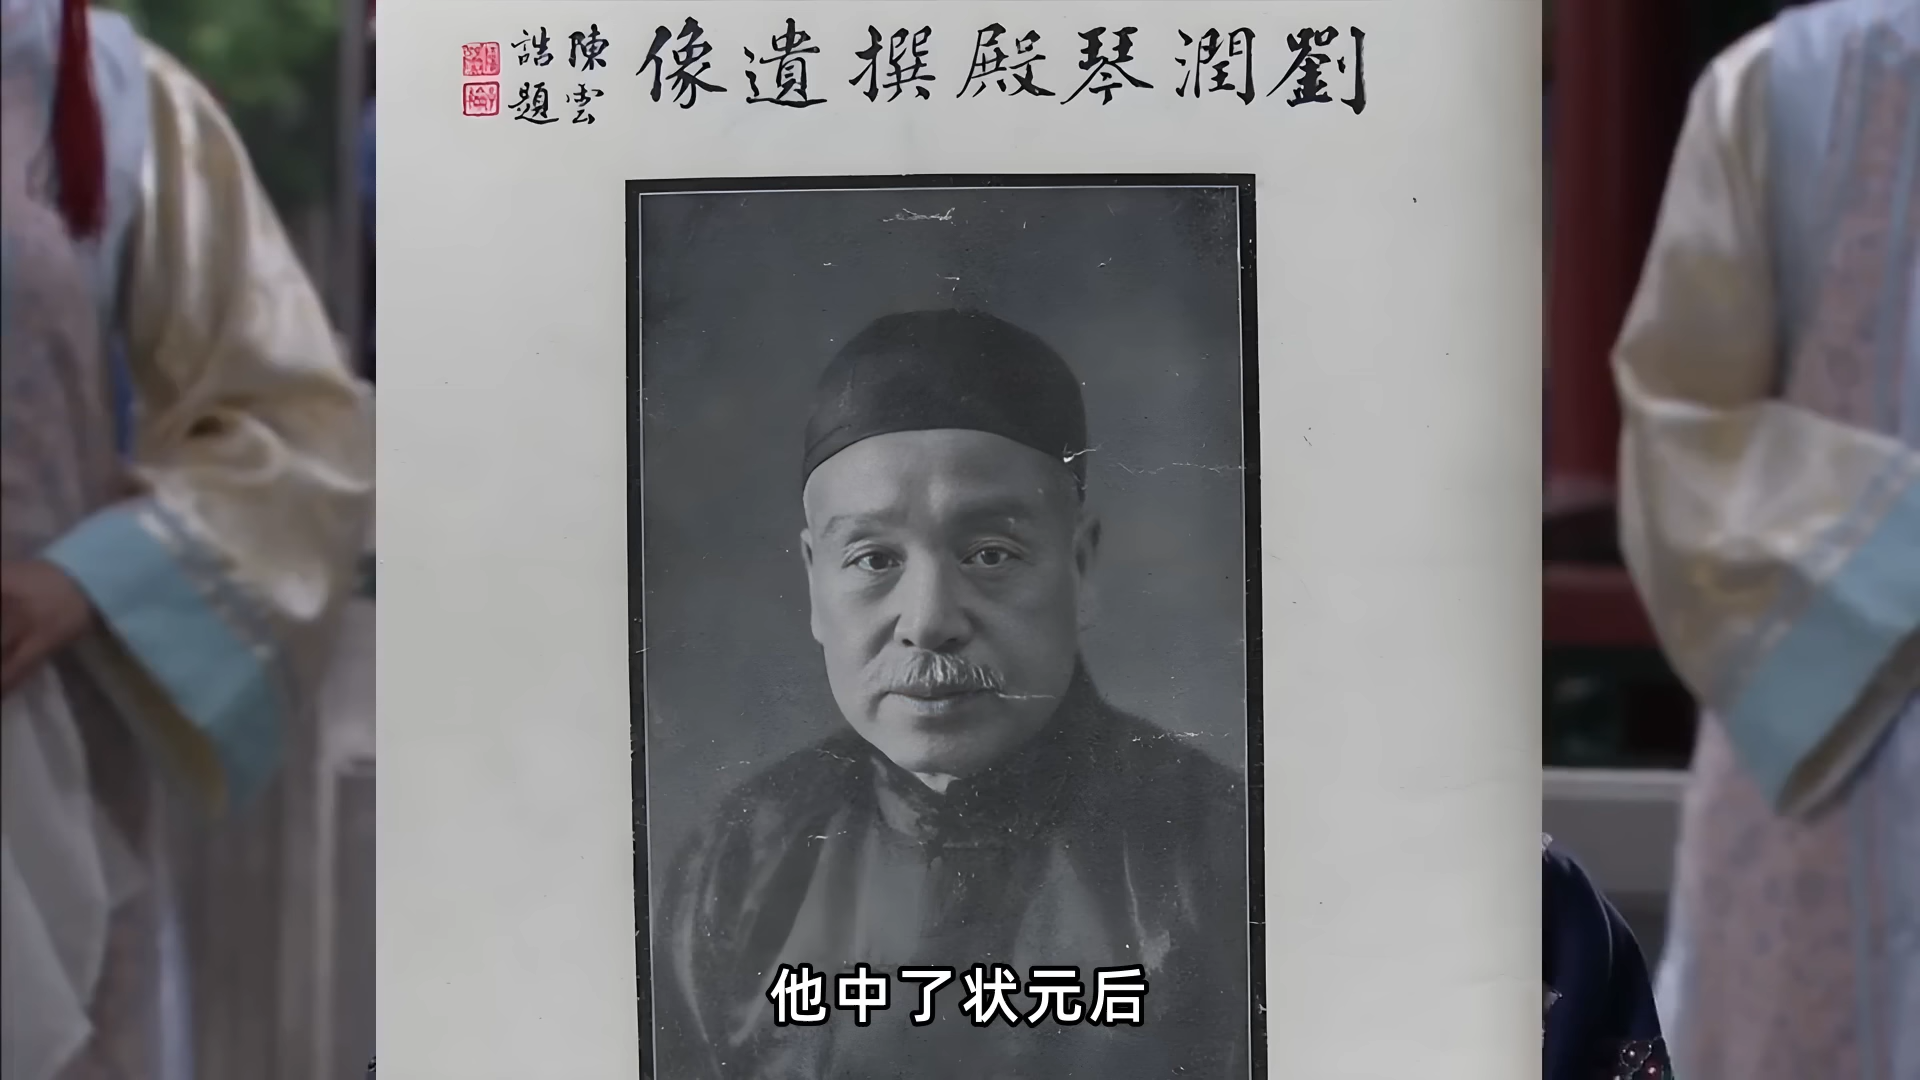 劉潤琴殿撰遺像
陳雲
誥題
他中了状元后